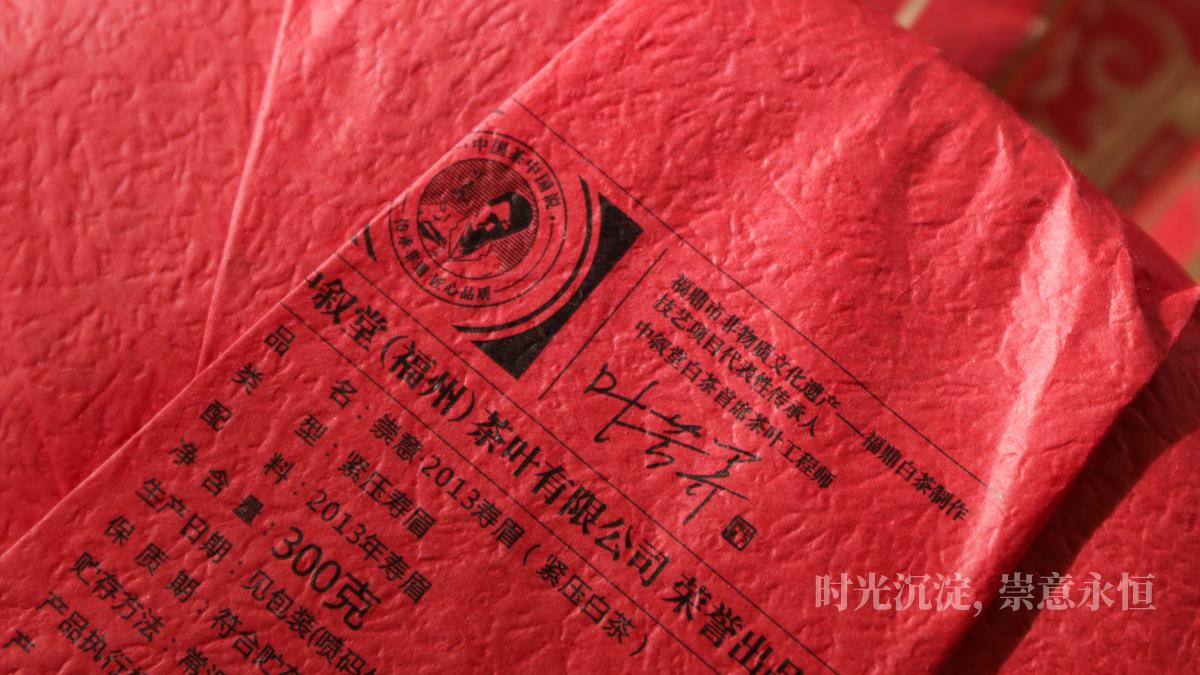 中国茶中国说
传承非遗 匠心品质
福鼎市非物质文化遗产——福鼎白茶制作
技艺项目代表性传承人
中叙堂白茶首席茶叶工程师
叙堂(福州)茶叶有限公司 荣誉出品
品名:崇意·2013寿眉(紧压白茶)
类型:紧压寿眉
配料:2013年寿眉
净含量:300克
生产日期:见包装(喷码
保质期:符合贮存
贮存方法:常温
产品执行标
产
时光沉淀, 崇意永恒